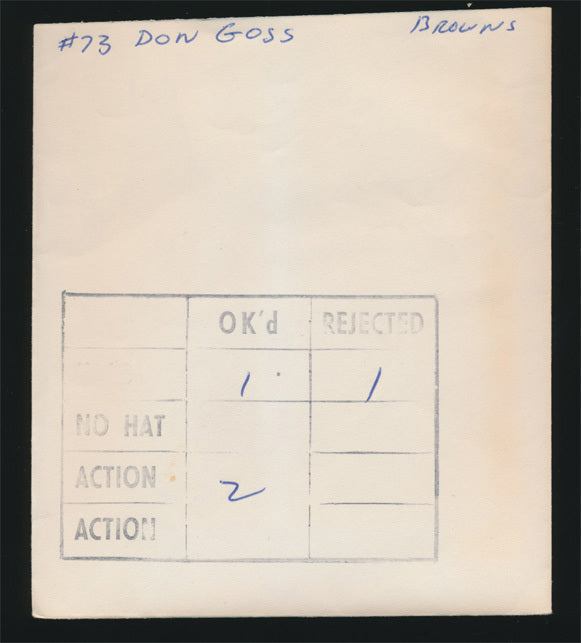 #73 DON GOSS BROWNS
OK'd REJECTED
1 1
NO HAT
ACTION 2
ACTION